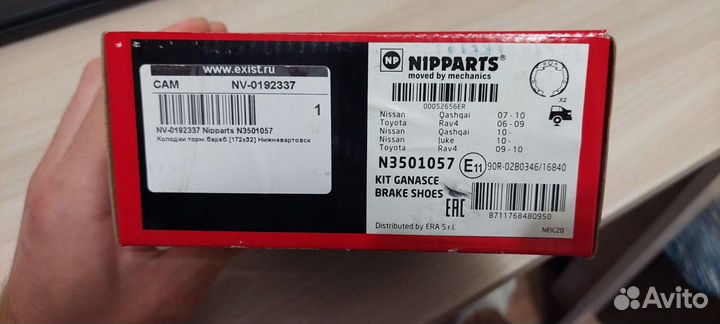 www.exist.ru
CAM NV-0192337
1
NV-0192337 Nipparts N3501057
Колодки торм.бараб.[172x32] Нижневартовск
NIPPARTS®
moved by mechanics
00052656ER
X2
Nissan Qashqai 07-10
Toyota Rav4 06-09
Nissan Qashqai 10-
Nissan Juke 10-
Toyota Rav4 09-10
N3501057 E11 90R-02B0346/16840
KIT GANASCE
BRAKE SHOES
EAC
8711768480950
Distributed by ERA S.r.l.
NEIC20
Avito